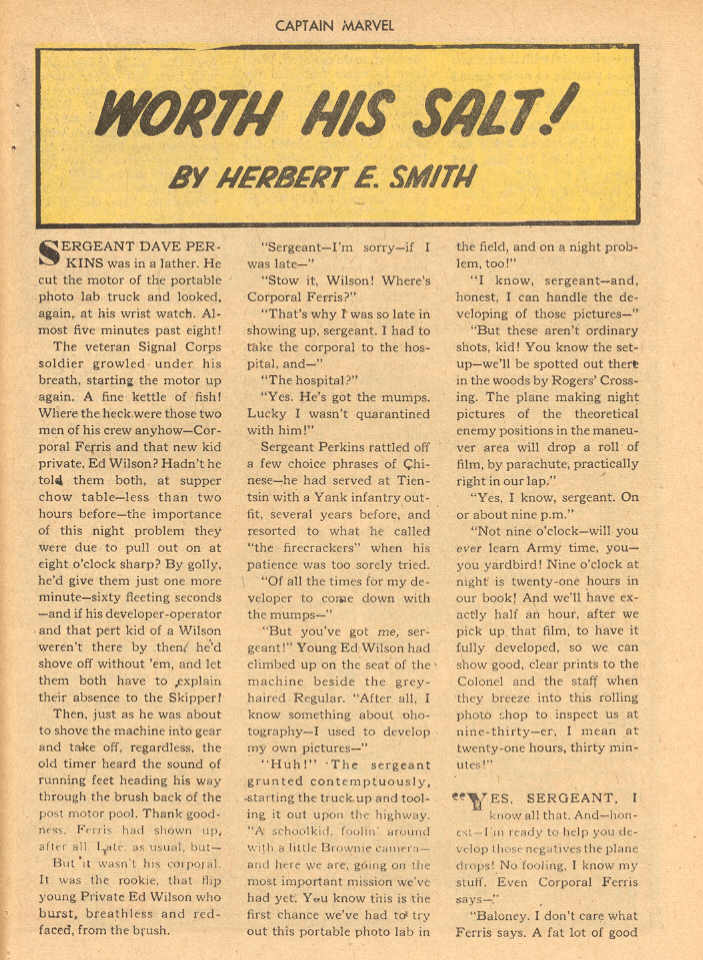 CAPTAIN MARVEL
WORTH HIS SALT!
BY HERBERT E. SMITH
SERGEANT DAVE PER-
KINS was in a lather. He
cut the motor of the portable
photo lab truck and looked,
again, at his wrist watch. Al-
most five minutes past eight!
The veteran Signal Corps
soldier growled under his
breath, starting the motor up
again. A fine kettle of fish!
Where the heck were those two
men of his crew anyhow—Cor-
poral Ferris and that new kid
private, Ed Wilson? Hadn't he
told them both, at supper
chow table—less than two
hours before—the importance
of this night problem they
were due to pull out on at
eight o'clock sharp? By golly,
he'd give them just one more
minute—sixty fleeting seconds
—and if his developer-operator
and that pert kid of a Wilson
weren't there by then, he'd
shove off without 'em, and let
them both have to explain
their absence to the Skipper!
Then, just as he was about
to shove the machine into gear
and take off, regardless, the
old timer heard the sound of
running feet heading his way
through the brush back of the
post motor pool. Thank good-
ness, Ferris had shown up,
after all. Late, as usual, but—
But it wasn't his corporal.
It was the rookie, that flip
young Private Ed Wilson who
burst, breathless and red-
faced, from the brush.
"Sergeant—I'm sorry—if I
was late—"
"Stow it, Wilson! Where's
Corporal Ferris?"
"That's why I was so late in
showing up, sergeant. I had to
take the corporal to the hos-
pital, and—"
"The hospital?"
"Yes. He's got the mumps.
Lucky I wasn't quarantined
with him!"
Sergeant Perkins rattled off
a few choice phrases of Chi-
nese—he had served at Tien-
tsin with a Yank infantry out-
fit, several years before, and
resorted to what he called
"the firecrackers" when his
patience was too sorely tried.
"Of all the times for my de-
veloper to come down with
the mumps—"
"But you've got me, ser-
geant!" Young Ed Wilson had
climbed up on the seat of the
machine beside the grey-
haired Regular. "After all, I
know something about pho-
tography—I used to develop
my own pictures—"
"Huh!" The sergeant
grunted contemptuously,
starting the truck up and tool-
ing it out upon the highway.
"A schoolkid, foolin' around
with a little Brownie camera—
and here we are, going on the
most important mission we've
had yet. You know this is the
first chance we've had to try
out this portable photo lab in
the field, and on a night prob-
lem, too!"
"I know, sergeant—and,
honest, I can handle the de-
veloping of those pictures—"
"But these aren't ordinary
shots, kid! You know the set-
up—we'll be spotted out there
in the woods by Rogers' Cross-
ing. The plane making night
pictures of the theoretical
enemy positions in the maneu-
ver area will drop a roll of
film, by parachute, practically
right in our lap."
"Yes, I know, sergeant. On
or about nine p.m."
"Not nine o'clock—will you
ever learn Army time, you—
you yardbird! Nine o'clock at
night is twenty-one hours in
our book! And we'll have ex-
actly half an hour, after we
pick up that film, to have it
fully developed, so we can
show good, clear prints to the
Colonel and the staff when
they breeze into this rolling
photo shop to inspect us at
nine-thirty—er, I mean at
twenty-one hours, thirty min-
utes!"
"YES, SERGEANT, I
know all that. And—hon-
est—I'm ready to help you de-
velop those negatives the plane
drops! No fooling, I know my
stuff. Even Corporal Ferris
says—"
"Baloney. I don't care what
Ferris says. A fat lot of good